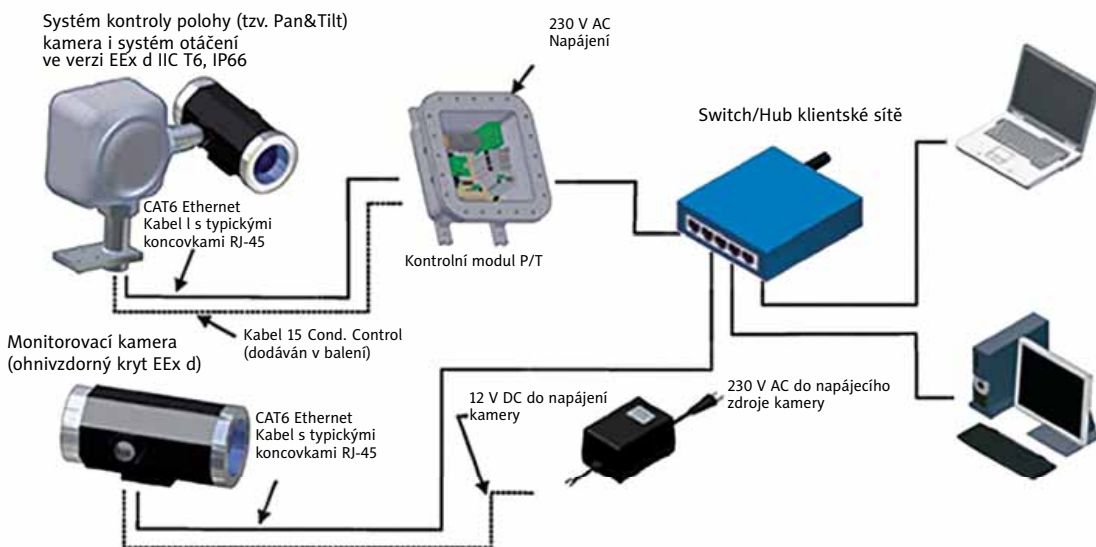 Systém kontroly polohy (tzv. Pan&Tilt)
kamera i systém otáčení
ve verzi EEx d IIC T6, IP66
230 V AC
Napájení
Switch/Hub klientské sítě
CAT6 Ethernet
Kabel l s typickými
koncovkami RJ-45
Kontrolní modul P/T
Kabel 15 Cond. Control
(dodáván v balení)
Monitorovací kamera
(ohnivzdorný kryt EEx d)
12 V DC do napájení
kamery
230 V AC do napájecího
zdroje kamery
CAT6 Ethernet
Kabel s typickými
koncovkami RJ-45